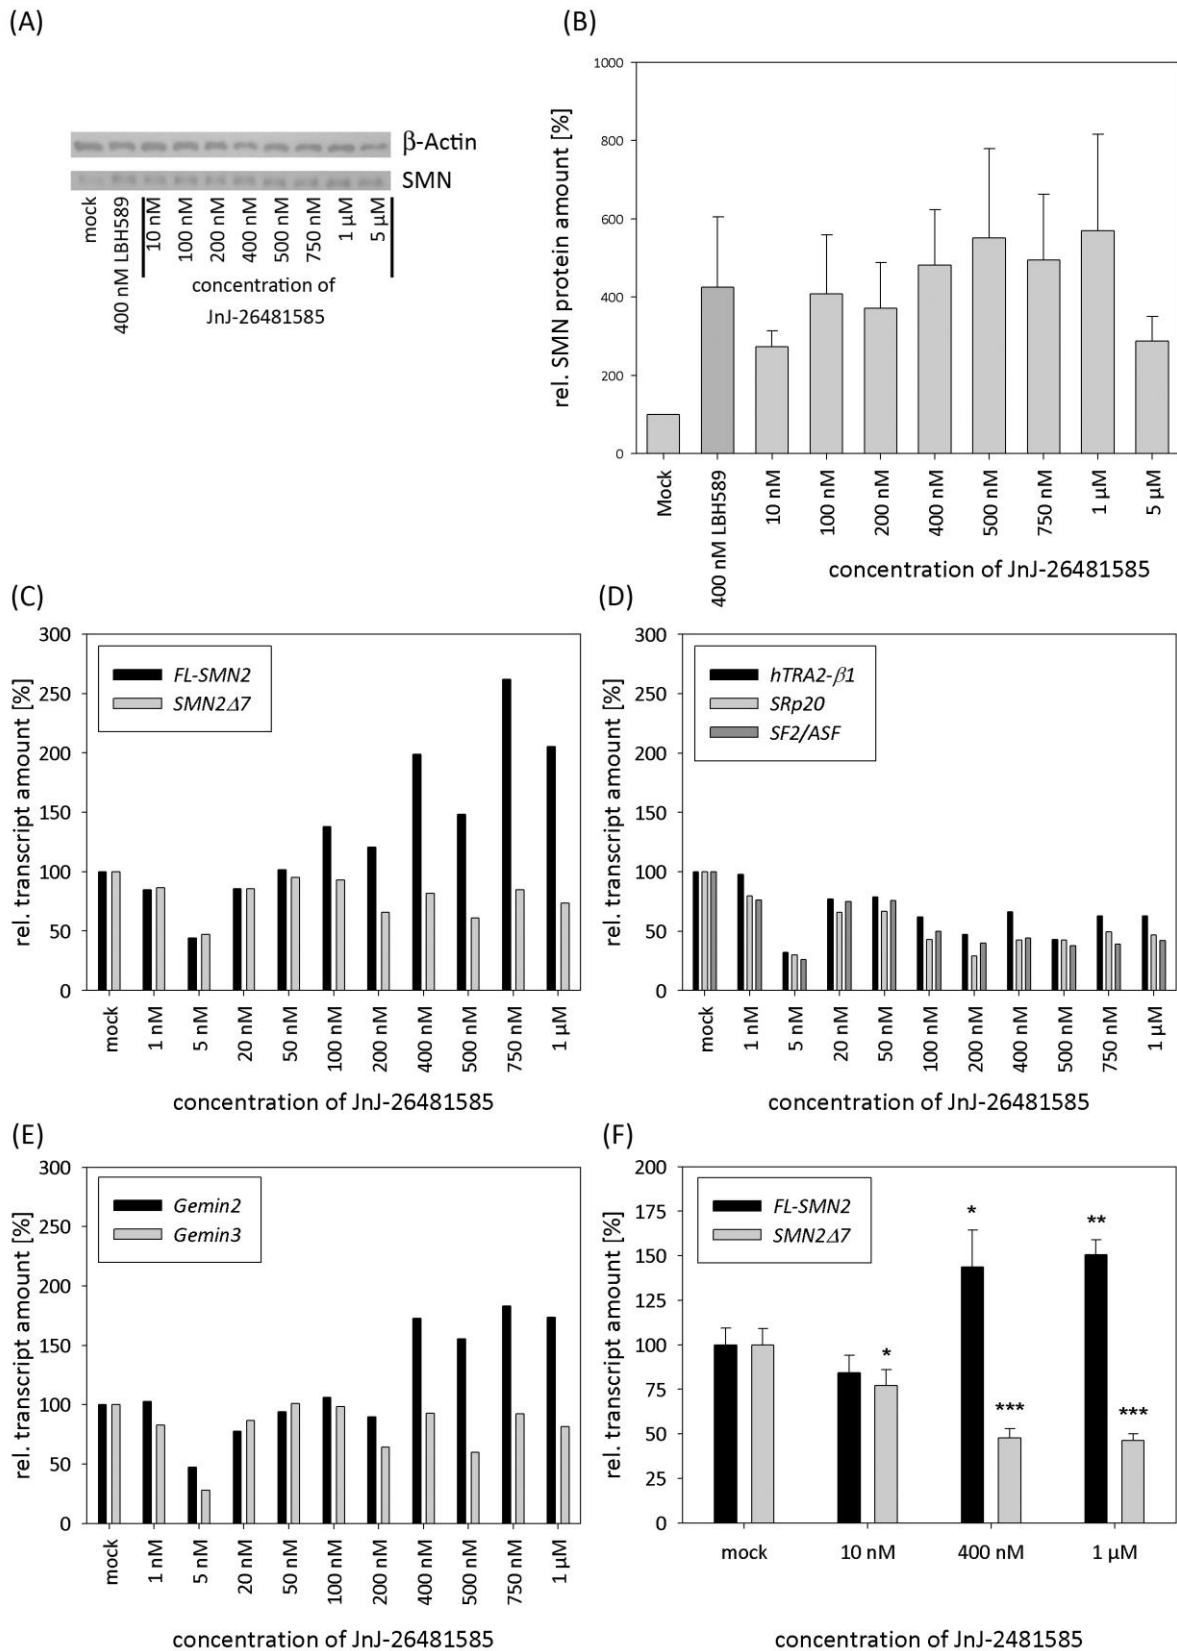 (A)
β-Actin
SMN
mock
400 nM LBH589
10 nM
100 nM
200 nM
400 nM
500 nM
750 nM
1 µM
5 µM
concentration of
JnJ-26481585
(B)
rel. SMN protein amount [%]
1000
800
600
400
200
0
Mock
400 nM LBH589
10 nM
100 nM
200 nM
400 nM
500 nM
750 nM
1 µM
5 µM
concentration of JnJ-26481585
(C)
rel. transcript amount [%]
300
250
200
150
100
50
0
FL-SMN2
SMN2Δ7
mock
1 nM
5 nM
20 nM
50 nM
100 nM
200 nM
400 nM
500 nM
750 nM
1 µM
concentration of JnJ-26481585
(D)
rel. transcript amount [%]
300
250
200
150
100
50
0
hTRA2-β1
SRp20
SF2/ASF
mock
1 nM
5 nM
20 nM
50 nM
100 nM
200 nM
400 nM
500 nM
750 nM
1 µM
concentration of JnJ-26481585
(E)
rel. transcript amount [%]
300
250
200
150
100
50
0
Gemin2
Gemin3
mock
1 nM
5 nM
20 nM
50 nM
100 nM
200 nM
400 nM
500 nM
750 nM
1 µM
concentration of JnJ-26481585
(F)
rel. transcript amount [%]
200
175
150
125
100
75
50
25
0
FL-SMN2
SMN2Δ7
*
*
***
**
***
mock
10 nM
400 nM
1 µM
concentration of JnJ-2481585